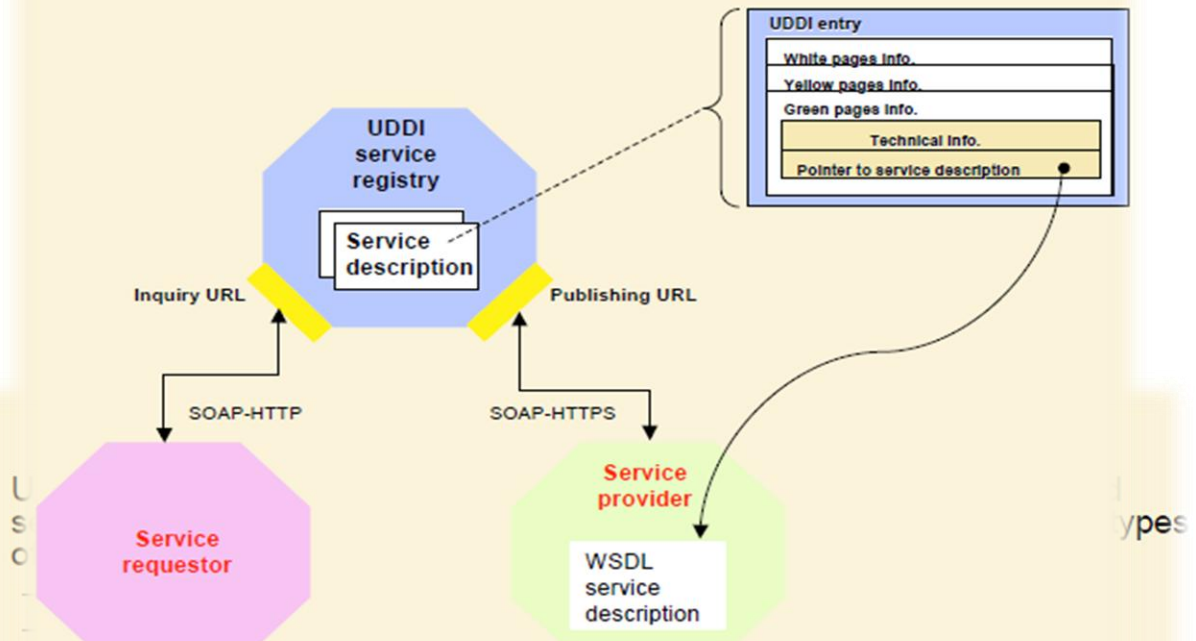 UDDI entry
White pages info.
Yellow pages info.
Green pages info.
Technical info.
Pointer to service description
UDDI
service
registry
Service
description
Inquiry URL
Publishing URL
SOAP-HTTP
SOAP-HTTPS
Service
requestor
Service
provider
WSDL
service
description
ypes